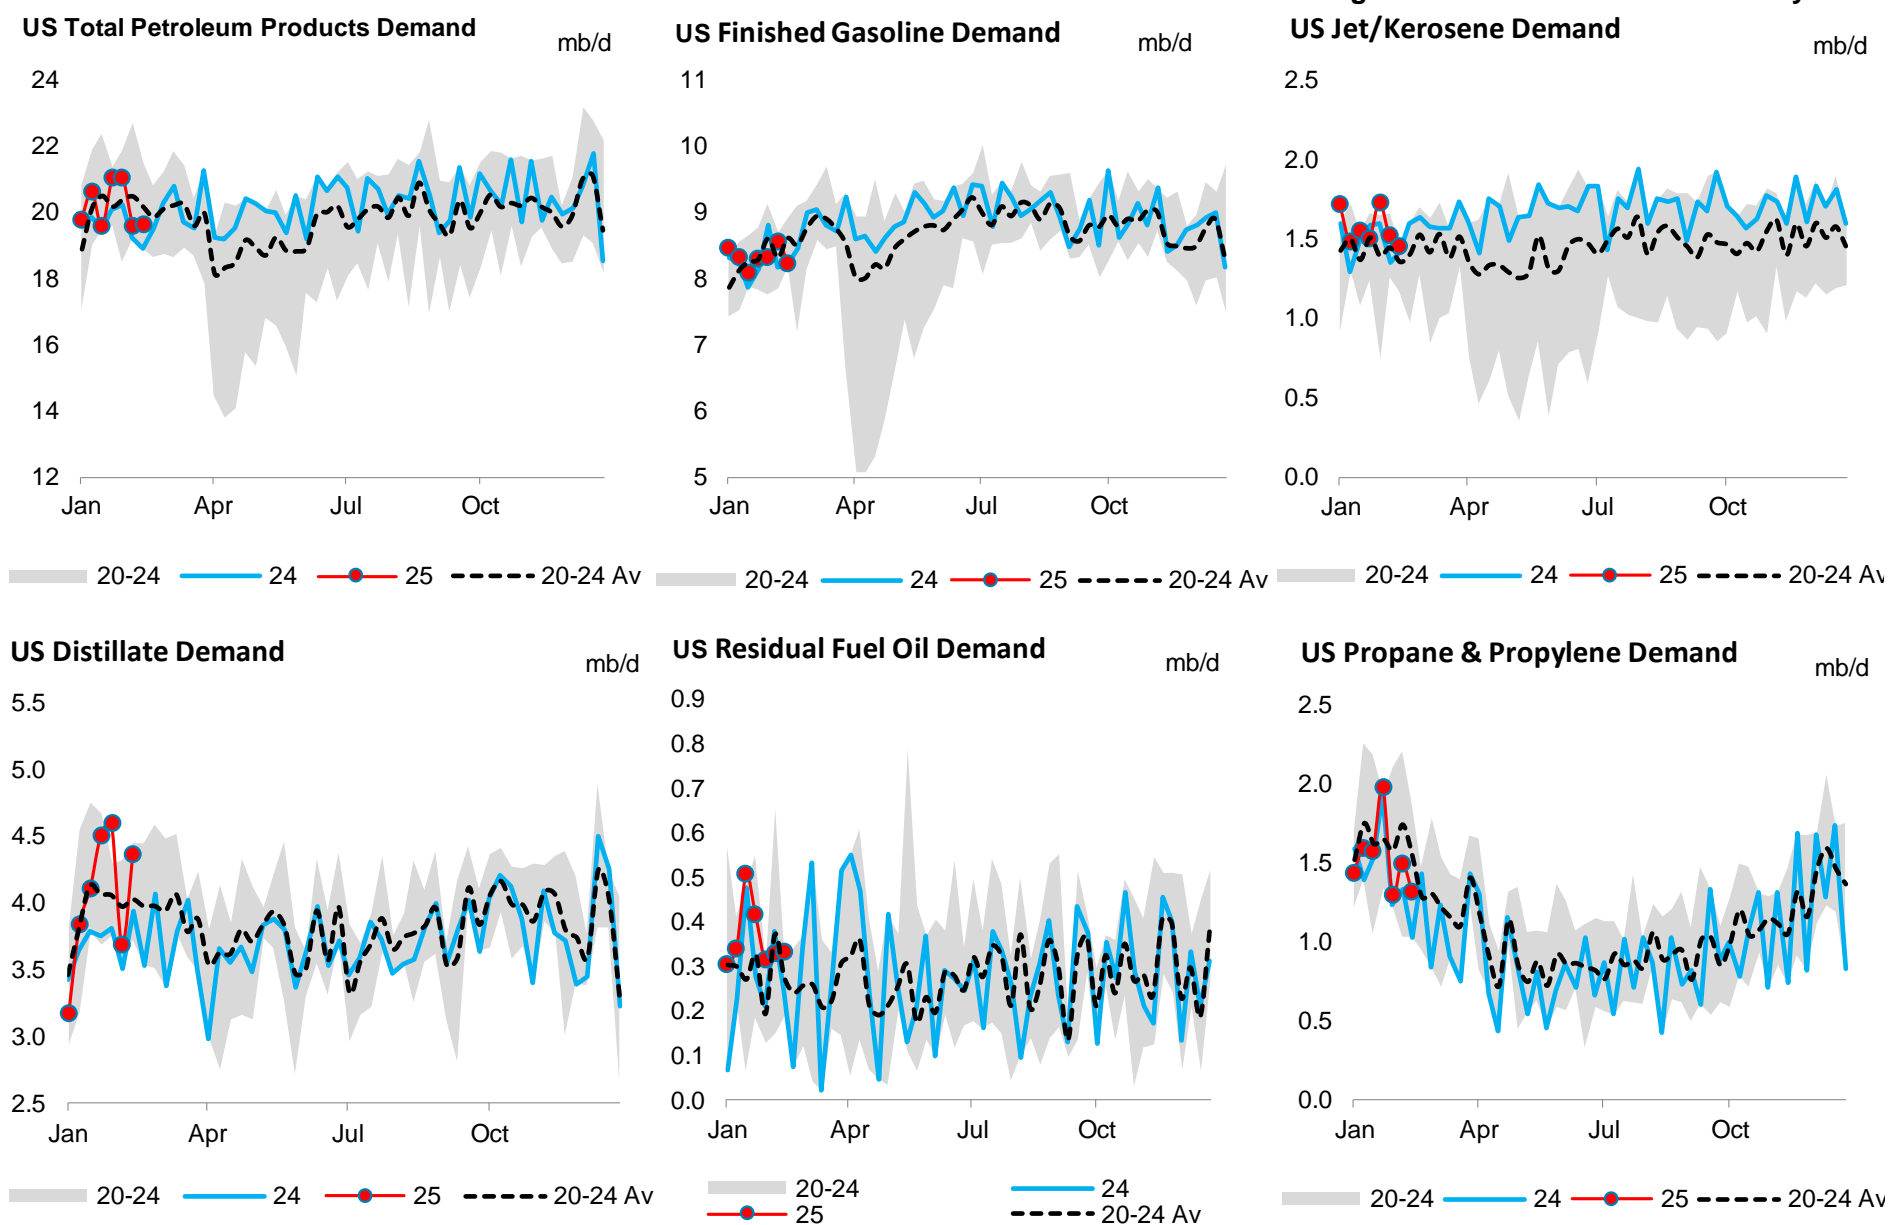 US Total Petroleum Products Demand
mb/d
24
22
20
18
16
14
12
Jan Apr Jul Oct
20-24 24 25 20-24 Av
US Finished Gasoline Demand
mb/d
11
10
9
8
7
6
5
Jan Apr Jul Oct
20-24 24 25 20-24 Av
US Jet/Kerosene Demand
mb/d
2.5
2.0
1.5
1.0
0.5
0.0
Jan Apr Jul Oct
20-24 24 25 20-24 Av
US Distillate Demand
mb/d
5.5
5.0
4.5
4.0
3.5
3.0
2.5
Jan Apr Jul Oct
20-24 24 25 20-24 Av
US Residual Fuel Oil Demand
mb/d
0.9
0.8
0.7
0.6
0.5
0.4
0.3
0.2
0.1
0.0
Jan Apr Jul Oct
20-24 24
25 20-24 Av
US Propane & Propylene Demand
mb/d
2.5
2.0
1.5
1.0
0.5
0.0
Jan Apr Jul Oct
20-24 24 25 20-24 Av